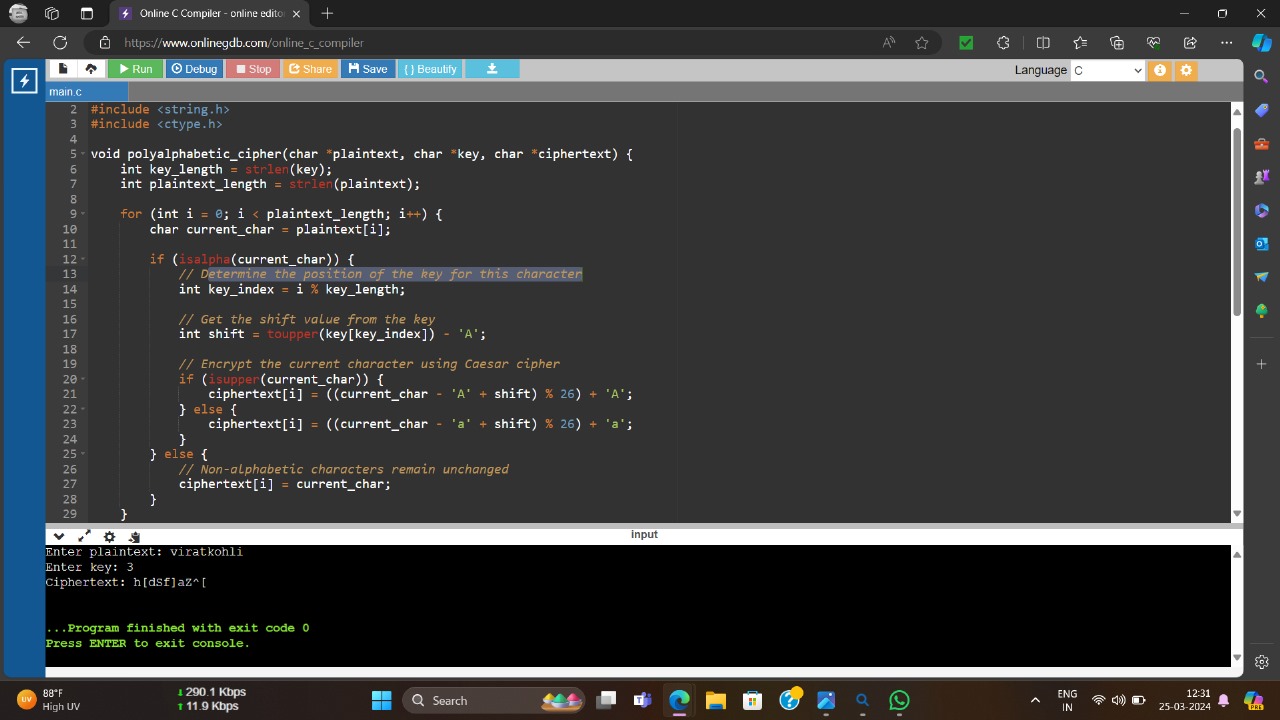 Online C Compiler - online edito
https://www.onlinegdb.com/online_c_compiler
Run Debug Stop Share Save { } Beautify Language C
main.c
2 #include <string.h>
3 #include <ctype.h>
4
5 void polyalphabetic_cipher(char *plaintext, char *key, char *ciphertext) {
6 int key_length = strlen(key);
7 int plaintext_length = strlen(plaintext);
8
9 for (int i = 0; i < plaintext_length; i++) {
10 char current_char = plaintext[i];
11
12 if (isalpha(current_char)) {
13 // Determine the position of the key for this character
14 int key_index = i % key_length;
15
16 // Get the shift value from the key
17 int shift = toupper(key[key_index]) - 'A';
18
19 // Encrypt the current character using Caesar cipher
20 if (isupper(current_char)) {
21 ciphertext[i] = ((current_char - 'A' + shift) % 26) + 'A';
22 } else {
23 ciphertext[i] = ((current_char - 'a' + shift) % 26) + 'a';
24 }
25 } else {
26 // Non-alphabetic characters remain unchanged
27 ciphertext[i] = current_char;
28 }
29 }
input
Enter plaintext: viratkohli
Enter key: 3
Ciphertext: h[dSf]aZ^[
...Program finished with exit code 0
Press ENTER to exit console.
88°F
High UV
290.1 Kbps
11.9 Kbps
Search
ENG
IN
12:31
25-03-2024